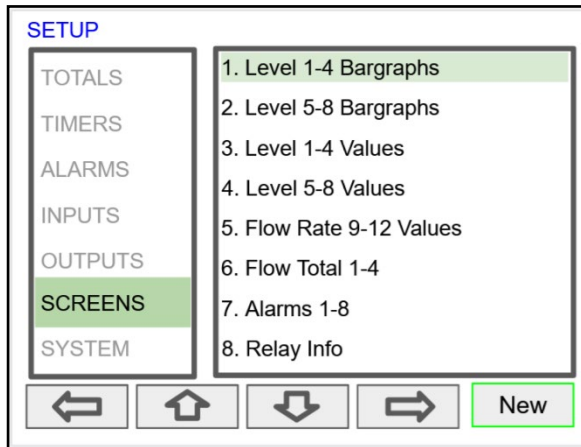 SETUP
TOTALS
TIMERS
ALARMS
INPUTS
OUTPUTS
SCREENS
SYSTEM
1. Level 1-4 Bargraphs
2. Level 5-8 Bargraphs
3. Level 1-4 Values
4. Level 5-8 Values
5. Flow Rate 9-12 Values
6. Flow Total 1-4
7. Alarms 1-8
8. Relay Info
New